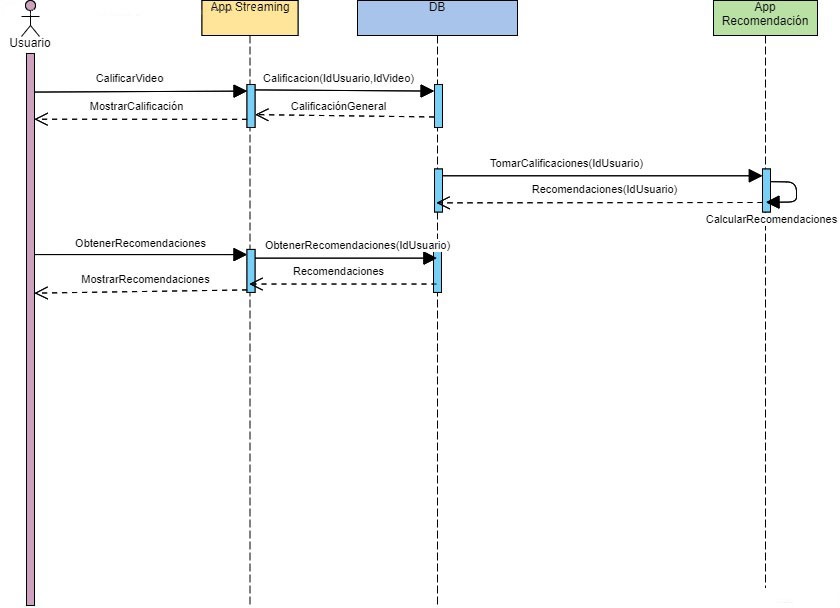 Usuario
App Streaming
DB
App
Recomendación
CalificarVideo
Calificacion(IdUsuario,IdVideo)
MostrarCalificación
CalificaciónGeneral
TomarCalificaciones(IdUsuario)
Recomendaciones(IdUsuario)
CalcularRecomendaciones
ObtenerRecomendaciones
ObtenerRecomendaciones(IdUsuario)
MostrarRecomendaciones
Recomendaciones